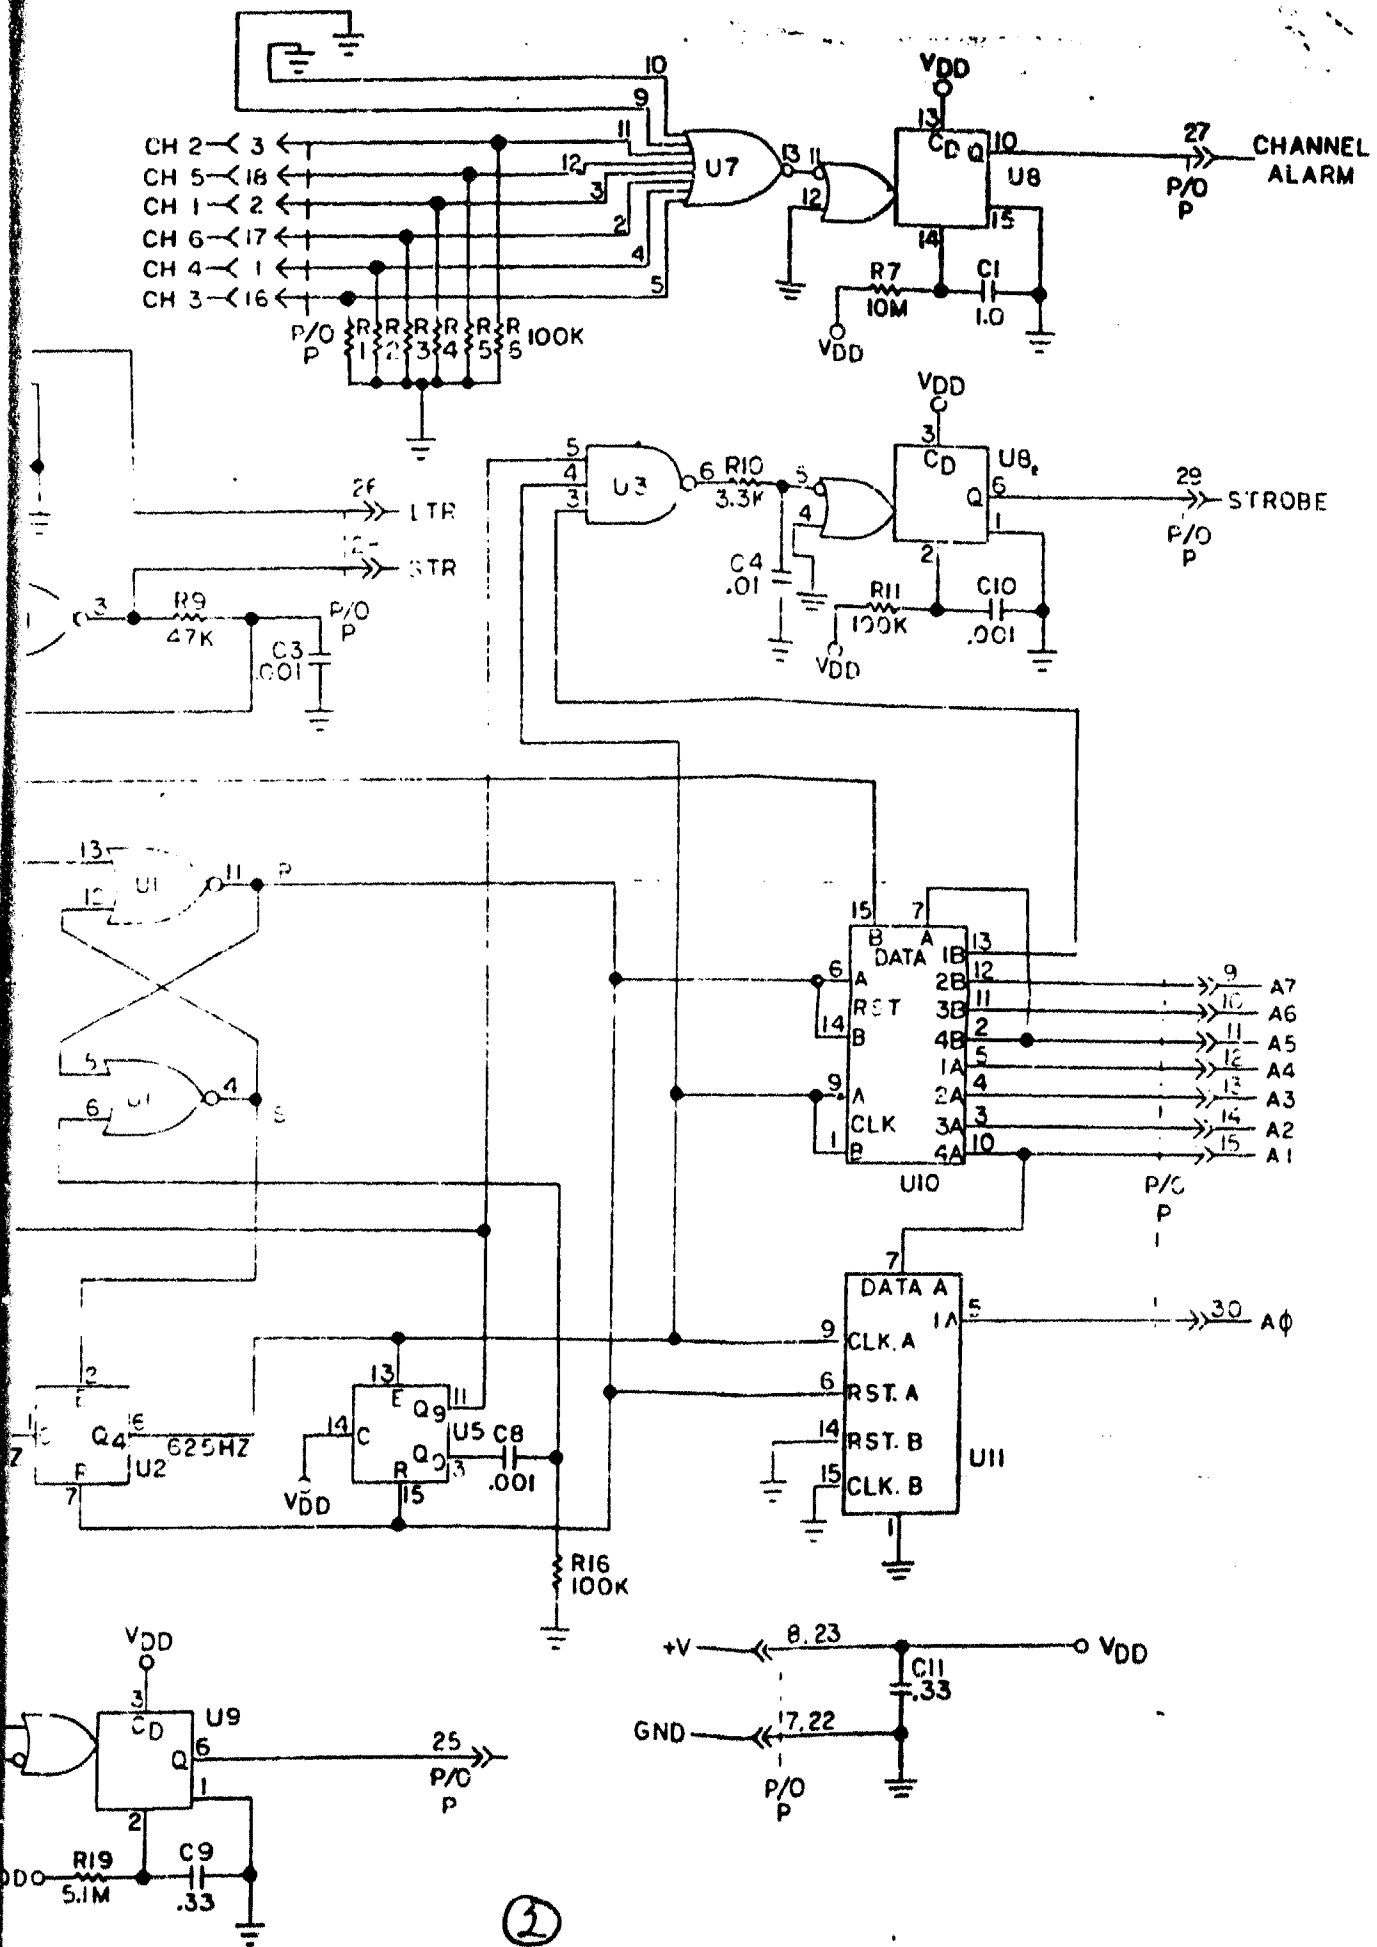 10
9
VDD
13
CD Q 10
U8
15
14
27
P/O
P
CHANNEL
ALARM
CH 2 3
CH 5 18
CH 1 2
CH 6 17
CH 4 1
CH 3 16
11
12
3
2
4
5
U7
13 11
12
R7
10M
C1
1.0
VDD
P/O
P
R1 R2 R3 R4 R5 R6 100K
VDD
3
CD
U8
Q 6
1
2
29
P/O
P
STROBE
5
4
3
U3
6 R10
3.3K
5
4
C4
.01
R11
100K
C10
.001
VDD
26
LTR
STR
3
R9
47K
C3
.001
P/O
P
13
12
U1
11 P
5
6
U1
4
S
15 7
B A
DATA
6 A
RST
14 B
9 A
CLK
1 B
1B 13
2B 12
3B 11
4B 2
1A 5
2A 4
3A 3
4A 10
U10
9 A7
10 A6
11 A5
12 A4
13 A3
14 A2
15 A1
P
7
DATA A
1A 5
9 CLK. A
6 RST. A
14 RST. B
15 CLK. B
1
U11
30 AΦ
2
E
Q4 6
625HZ
U2
7
13
E
14 C
Q9 11
U5
Q0 3
R
15
VDD
C8
.001
R16
100K
VDD
3
CD
U9
Q 6
1
2
25
P/O
P
R19
5.1M
C9
.33
+V 8,23
VDD
C11
.33
GND 7,22
P/O
P
3